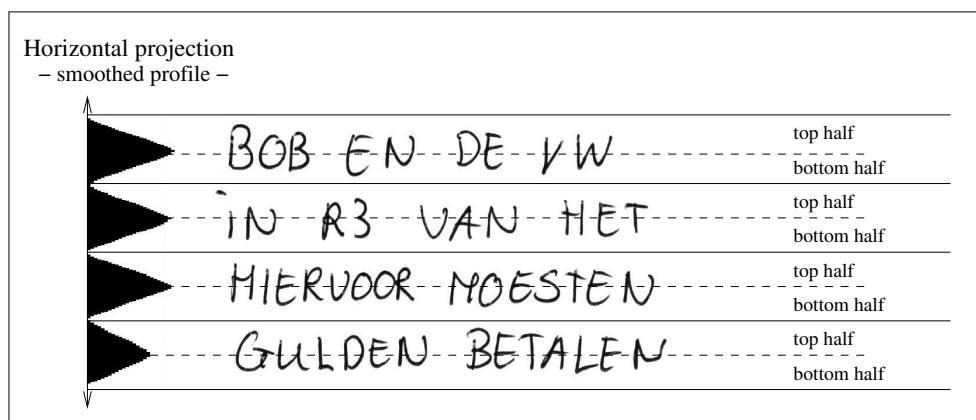 Horizontal projection
– smoothed profile –
top half
BOB EN DE VW
bottom half
top half
iN R3 VAN HET
bottom half
top half
HIERVOOR MOESTEN
bottom half
top half
GULDEN BETALEN
bottom half